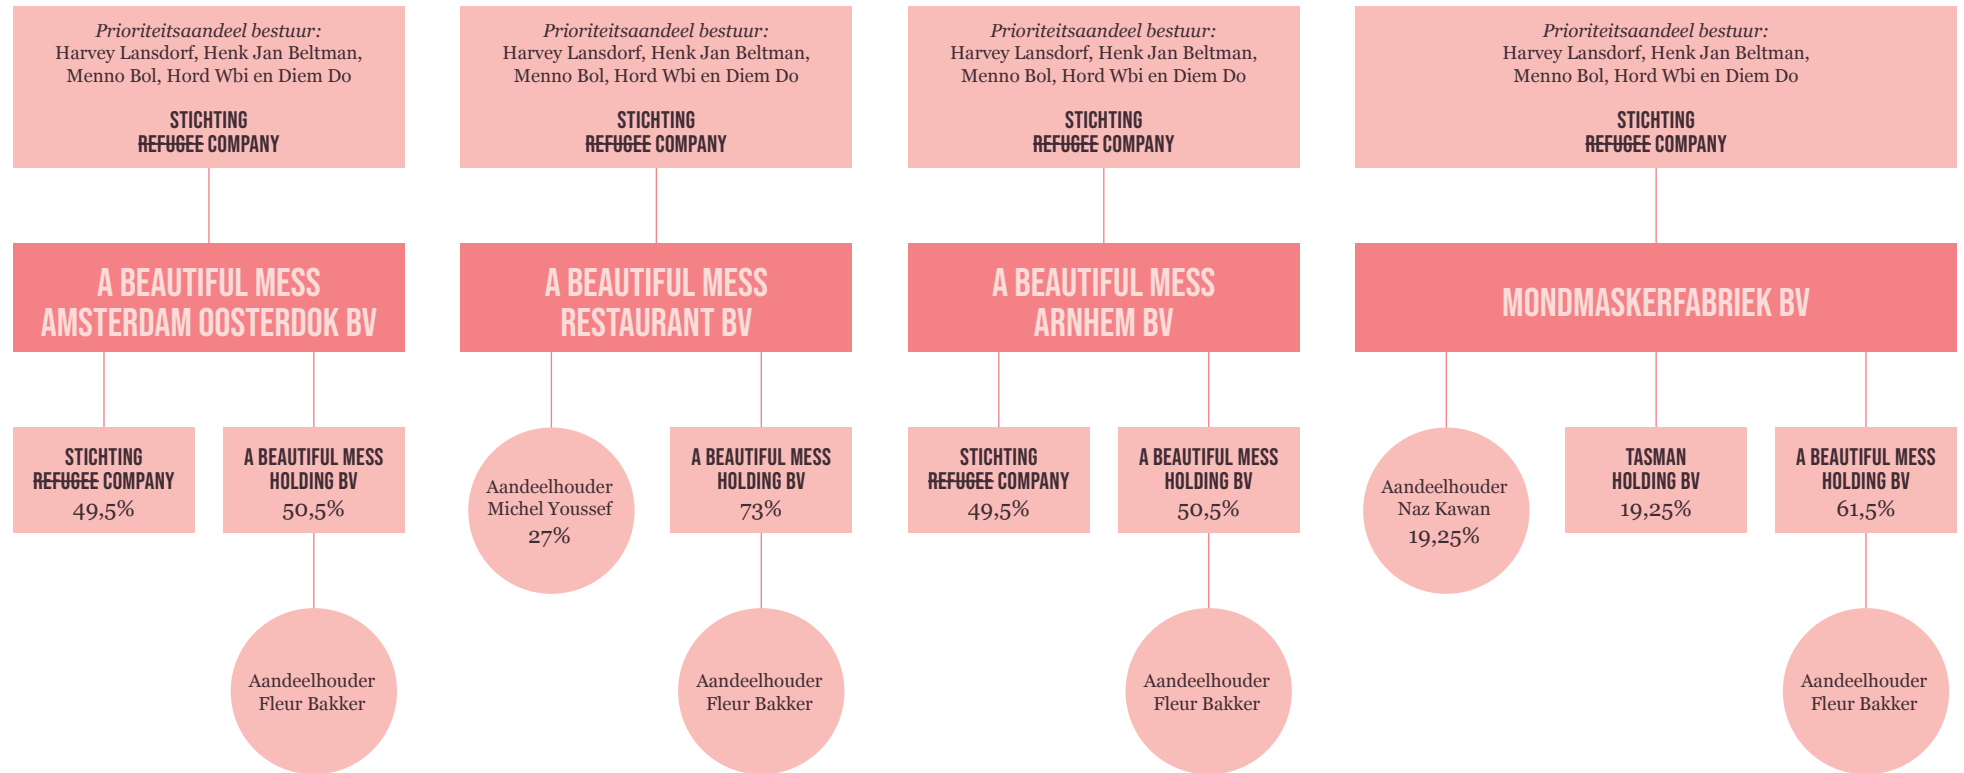 Prioriteitsaandeel bestuur:
Harvey Lansdorf, Henk Jan Beltman,
Menno Bol, Hord Wbi en Diem Do
STICHTING
REFUGEE COMPANY
A BEAUTIFUL MESS
AMSTERDAM OOSTERDOK BV
STICHTING
REFUGEE COMPANY
49,5%
A BEAUTIFUL MESS
HOLDING BV
50,5%
Aandeelhouder
Fleur Bakker
Prioriteitsaandeel bestuur:
Harvey Lansdorf, Henk Jan Beltman,
Menno Bol, Hord Wbi en Diem Do
STICHTING
REFUGEE COMPANY
A BEAUTIFUL MESS
RESTAURANT BV
Aandeelhouder
Michel Youssef
27%
A BEAUTIFUL MESS
HOLDING BV
73%
Aandeelhouder
Fleur Bakker
Prioriteitsaandeel bestuur:
Harvey Lansdorf, Henk Jan Beltman,
Menno Bol, Hord Wbi en Diem Do
STICHTING
REFUGEE COMPANY
A BEAUTIFUL MESS
ARNHEM BV
STICHTING
REFUGEE COMPANY
49,5%
A BEAUTIFUL MESS
HOLDING BV
50,5%
Aandeelhouder
Fleur Bakker
Prioriteitsaandeel bestuur:
Harvey Lansdorf, Henk Jan Beltman,
Menno Bol, Hord Wbi en Diem Do
STICHTING
REFUGEE COMPANY
MONDMASKERFABRIEK BV
Aandeelhouder
Naz Kawan
19,25%
TASMAN
HOLDING BV
19,25%
A BEAUTIFUL MESS
HOLDING BV
61,5%
Aandeelhouder
Fleur Bakker